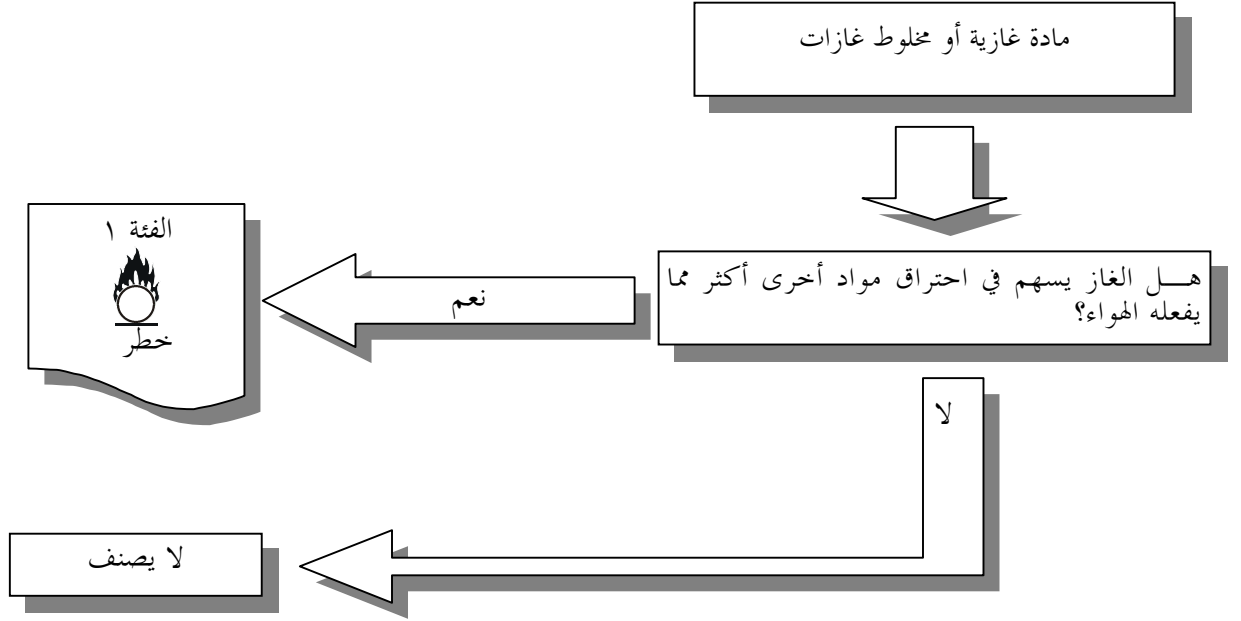 مادة غازية أو مخلوط غازات
هـــل الغاز يسهم في احتراق مواد أخرى أكثر مما
يفعله الهواء؟
نعم
الفئة ١
خطر
لا
لا يصنف